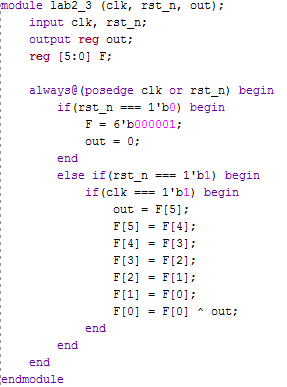 module lab2_3 (clk, rst_n, out);
input clk, rst_n;
output reg out;
reg [5:0] F;
always@(posedge clk or rst_n) begin
if(rst_n === 1'b0) begin
F = 6'b000001;
out = 0;
end
else if(rst_n === 1'b1) begin
if(clk === 1'b1) begin
out = F[5];
F[5] = F[4];
F[4] = F[3];
F[3] = F[2];
F[2] = F[1];
F[1] = F[0];
F[0] = F[0] ^ out;
end
end
end
endmodule